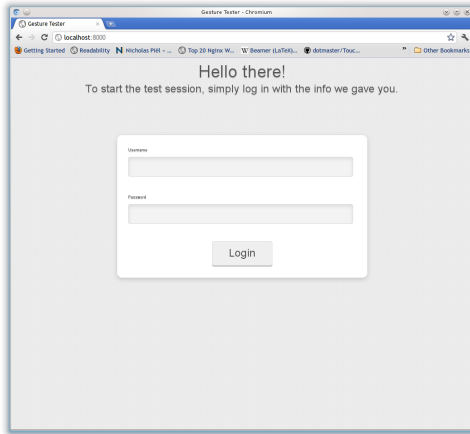 Gesture Tester - Chromium
Gesture Tester
localhost:8000
Getting Started Readability Nicholas Piël – ... Top 20 Nginx W... Beamer (LaTeX)... dotmaster/Touc... » Other Bookmarks
Hello there!
To start the test session, simply log in with the info we gave you.
Username
Password
Login